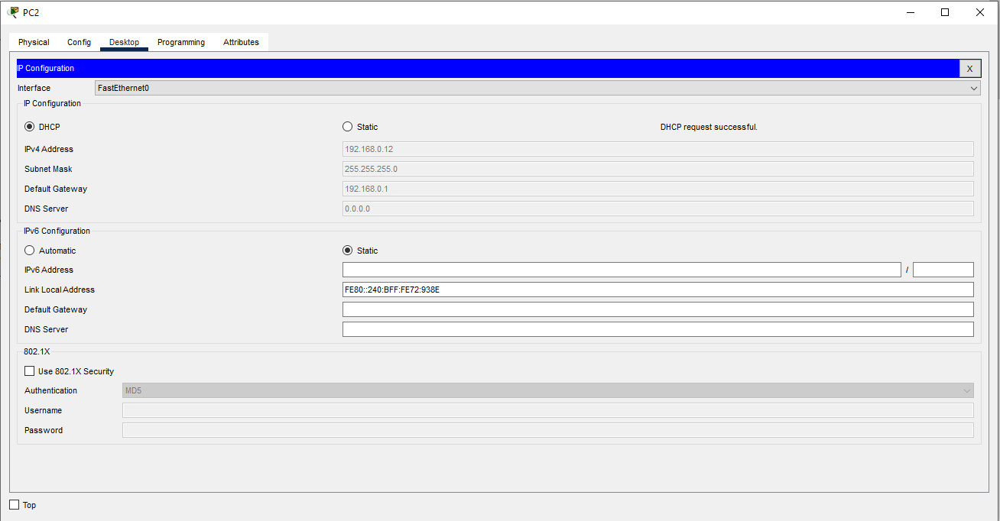 PC2
Physical Config Desktop Programming Attributes
IP Configuration X
Interface FastEthernet0
IP Configuration
DHCP Static DHCP request successful.
IPv4 Address 192.168.0.12
Subnet Mask 255.255.255.0
Default Gateway 192.168.0.1
DNS Server 0.0.0.0
IPv6 Configuration
Automatic Static
IPv6 Address /
Link Local Address FE80::240:BFF:FE72:938E
Default Gateway
DNS Server
802.1X
Use 802.1X Security
Authentication MD5
Username
Password
Top